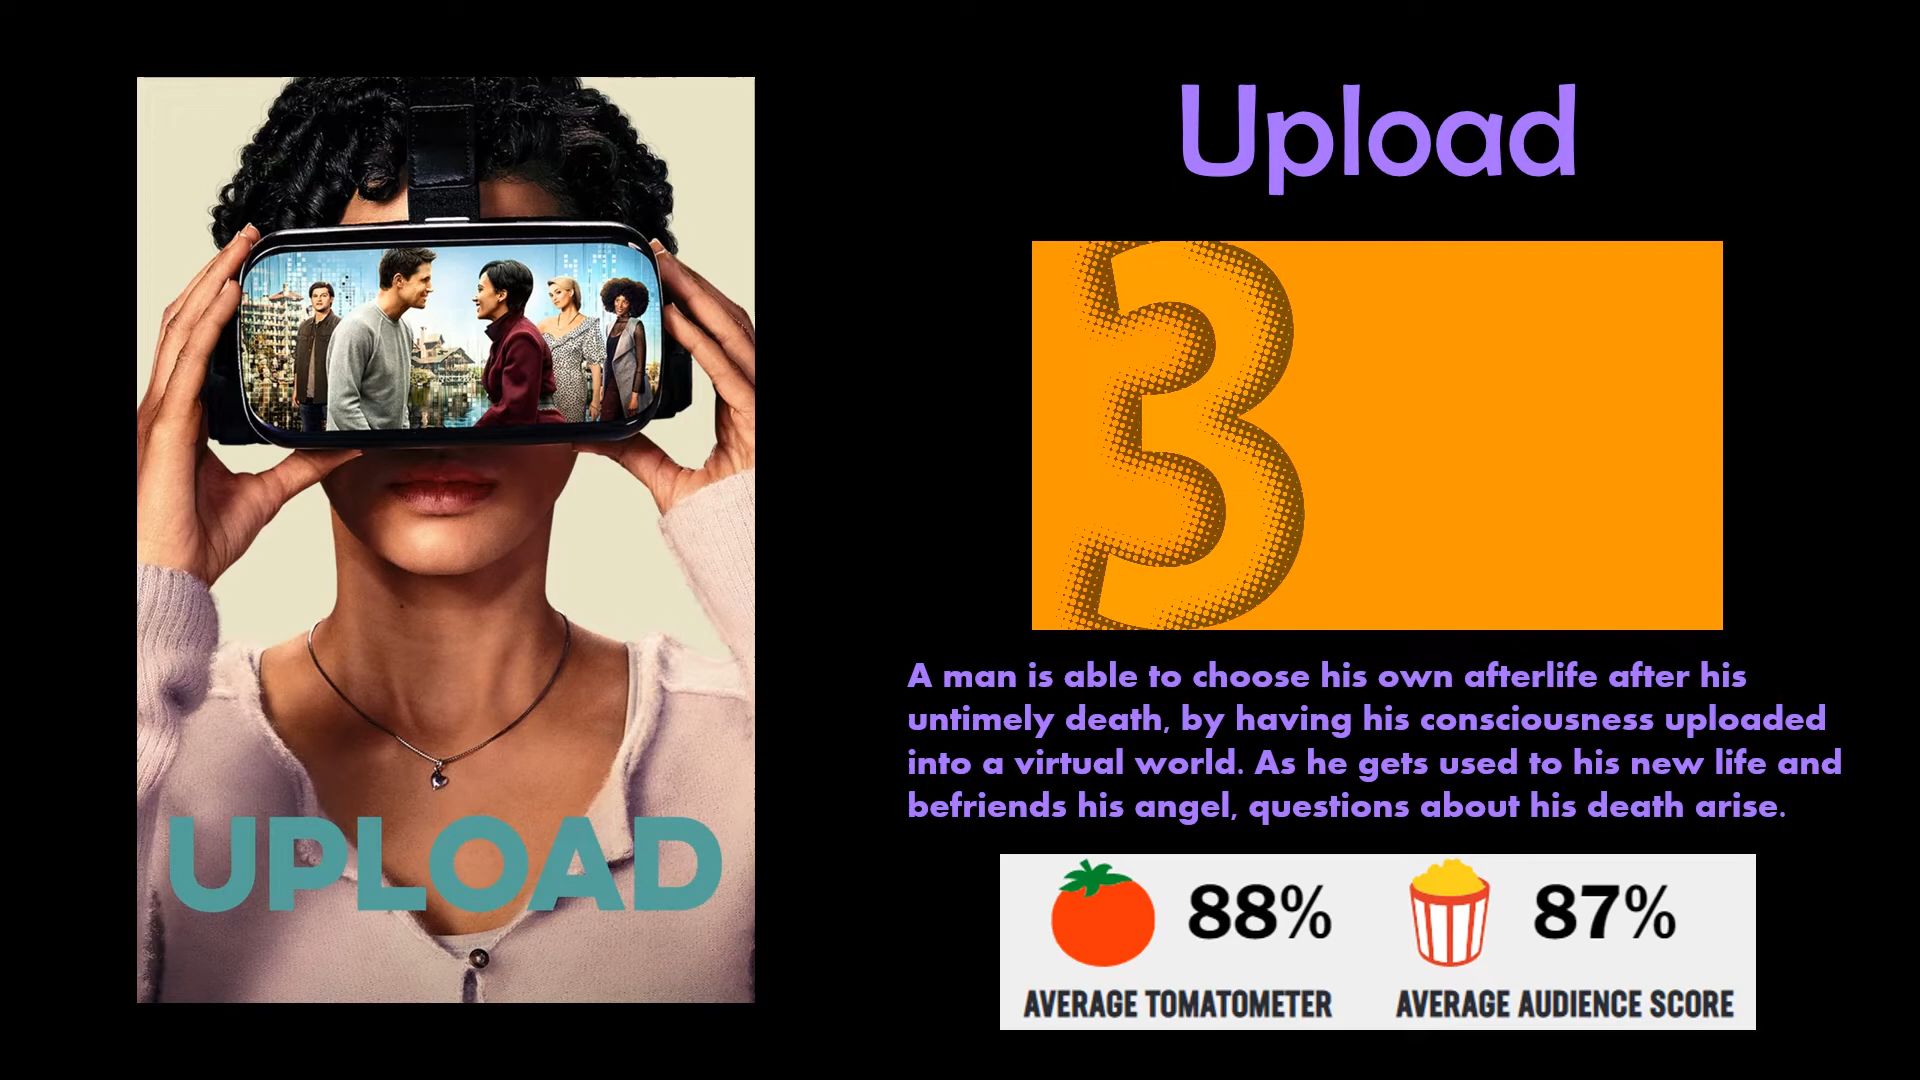 Upload
3
A man is able to choose his own afterlife after his
untimely death, by having his consciousness uploaded
into a virtual world. As he gets used to his new life and
befriends his angel, questions about his death arise.
UPLOAD
88% 87%
AVERAGE TOMATOMETER AVERAGE AUDIENCE SCORE